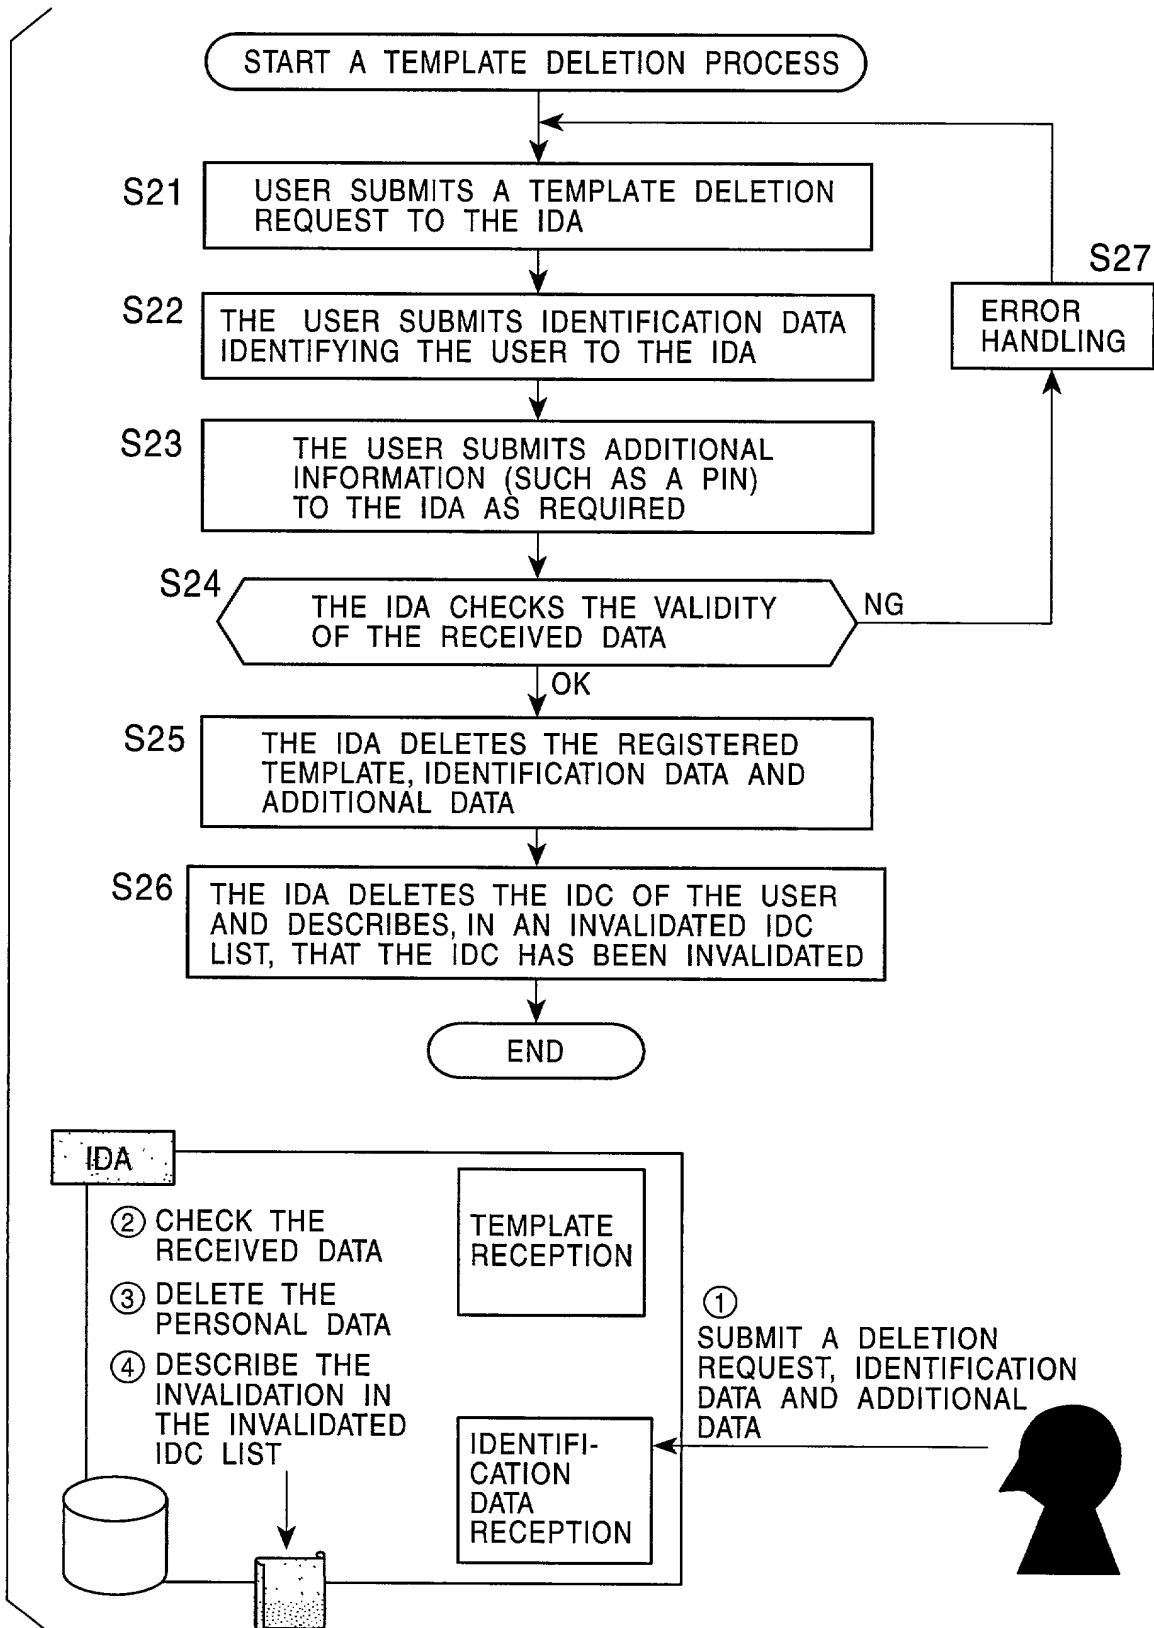 START A TEMPLATE DELETION PROCESS
S21
USER SUBMITS A TEMPLATE DELETION
REQUEST TO THE IDA
S27
ERROR
HANDLING
S22
THE USER SUBMITS IDENTIFICATION DATA
IDENTIFYING THE USER TO THE IDA
S23
THE USER SUBMITS ADDITIONAL
INFORMATION (SUCH AS A PIN)
TO THE IDA AS REQUIRED
S24
THE IDA CHECKS THE VALIDITY
OF THE RECEIVED DATA
NG
OK
S25
THE IDA DELETES THE REGISTERED
TEMPLATE, IDENTIFICATION DATA AND
ADDITIONAL DATA
S26
THE IDA DELETES THE IDC OF THE USER
AND DESCRIBES, IN AN INVALIDATED IDC
LIST, THAT THE IDC HAS BEEN INVALIDATED
END
IDA
② CHECK THE
RECEIVED DATA
③ DELETE THE
PERSONAL DATA
④ DESCRIBE THE
INVALIDATION IN
THE INVALIDATED
IDC LIST
TEMPLATE
RECEPTION
①
SUBMIT A DELETION
REQUEST, IDENTIFICATION
DATA AND ADDITIONAL
DATA
IDENTIFI-
CATION
DATA
RECEPTION